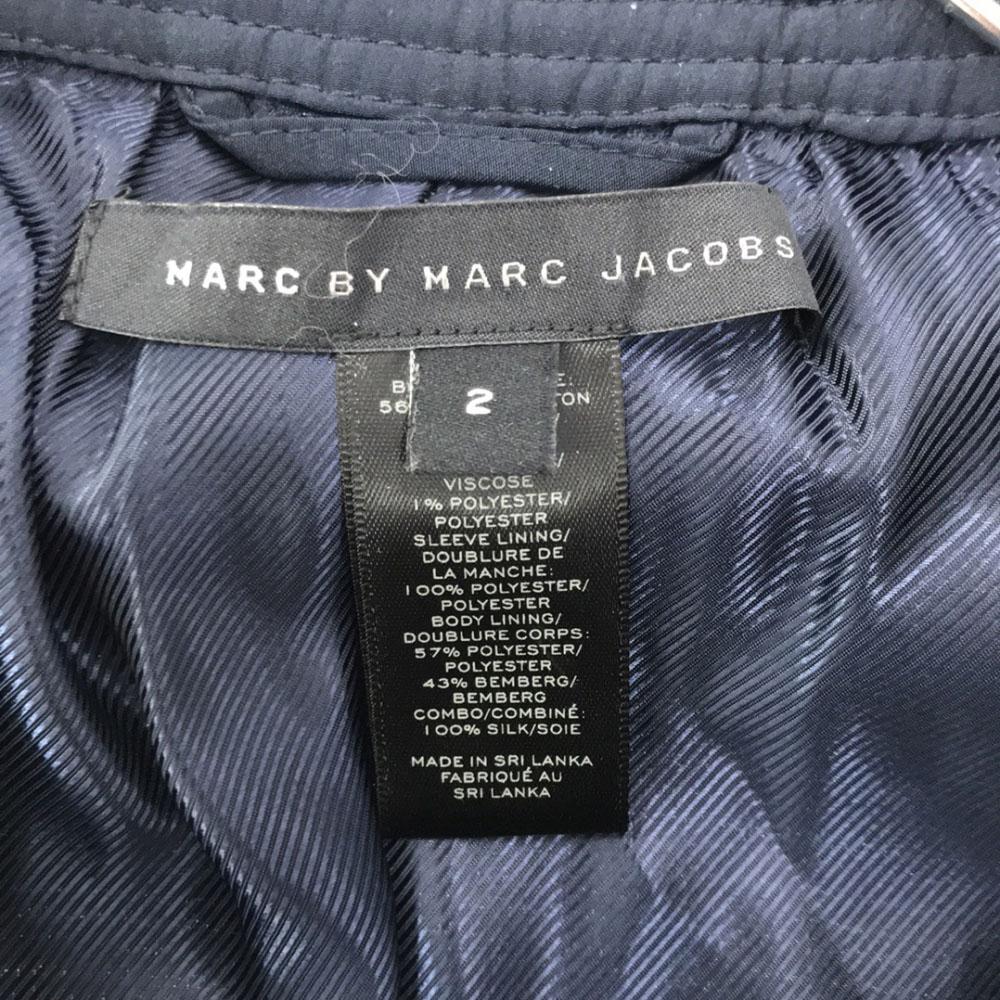 MARC BY MARC JACOBS
2
VISCOSE
1% POLYESTER/
POLYESTER
SLEEVE LINING/
DOUBLURE DE
LA MANCHE:
100% POLYESTER/
POLYESTER
BODY LINING/
DOUBLURE CORPS:
57% POLYESTER/
POLYESTER
43% BEMBERG/
BEMBERG
COMBO/COMBINÉ:
100% SILK/SOIE
MADE IN SRI LANKA
FABRIQUÉ AU
SRI LANKA